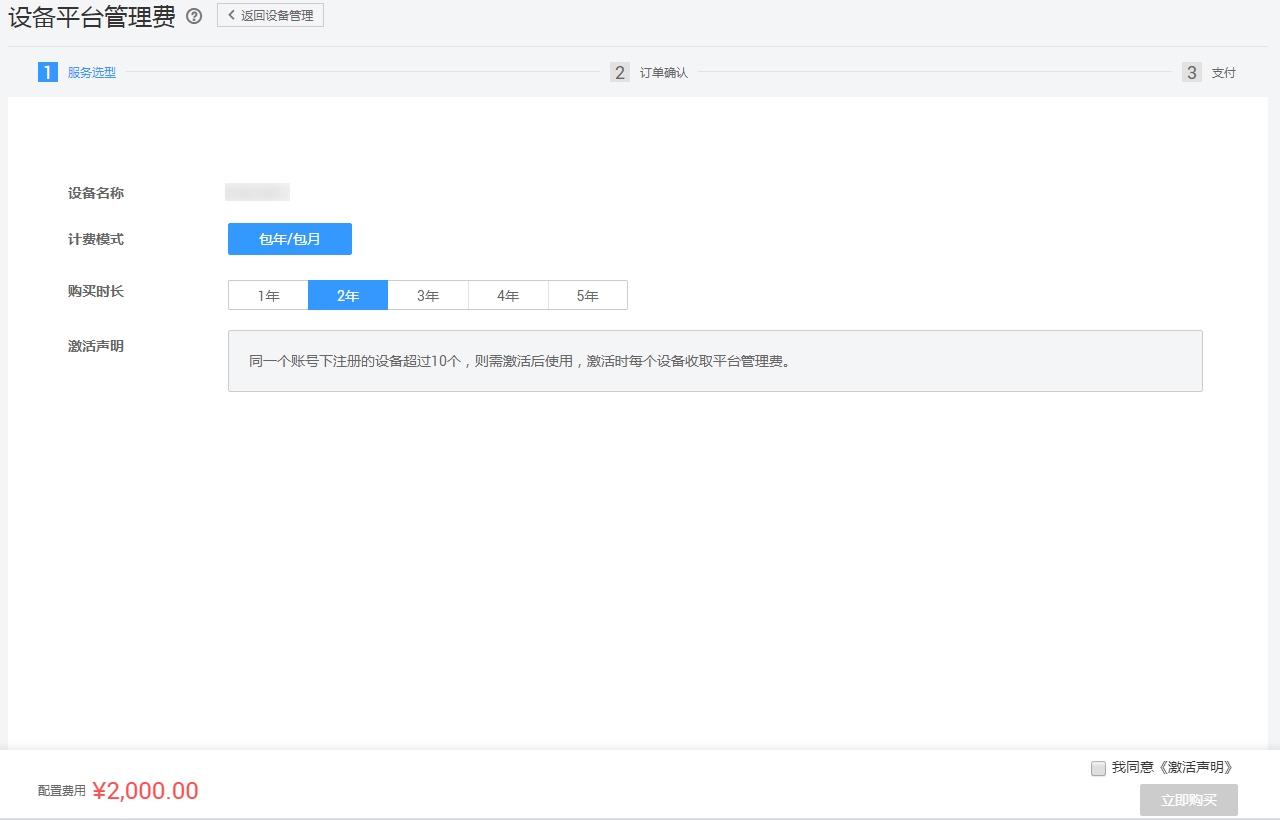 设备平台管理费 ? 返回设备管理
1 服务选型 2 订单确认 3 支付
设备名称
计费模式 包年/包月
购买时长 1年 2年 3年 4年 5年
激活声明 同一个账号下注册的设备超过10个，则需激活后使用，激活时每个设备收取平台管理费。
我同意《激活声明》
配置费用 ¥2,000.00
立即购买